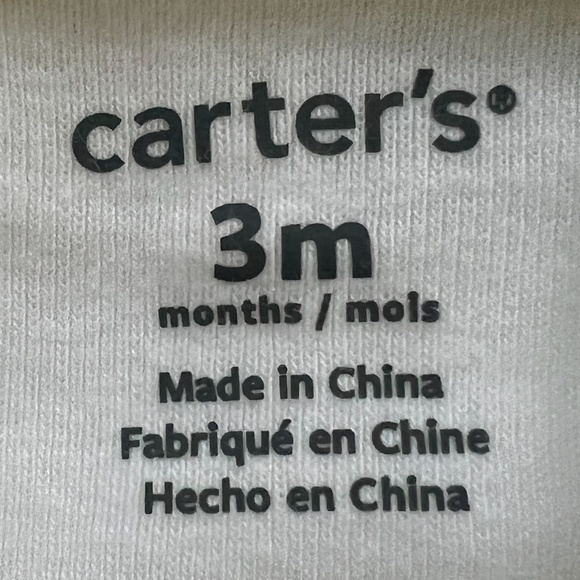 carter's®
3m
months / mois
Made in China
Fabriqué en Chine
Hecho en China